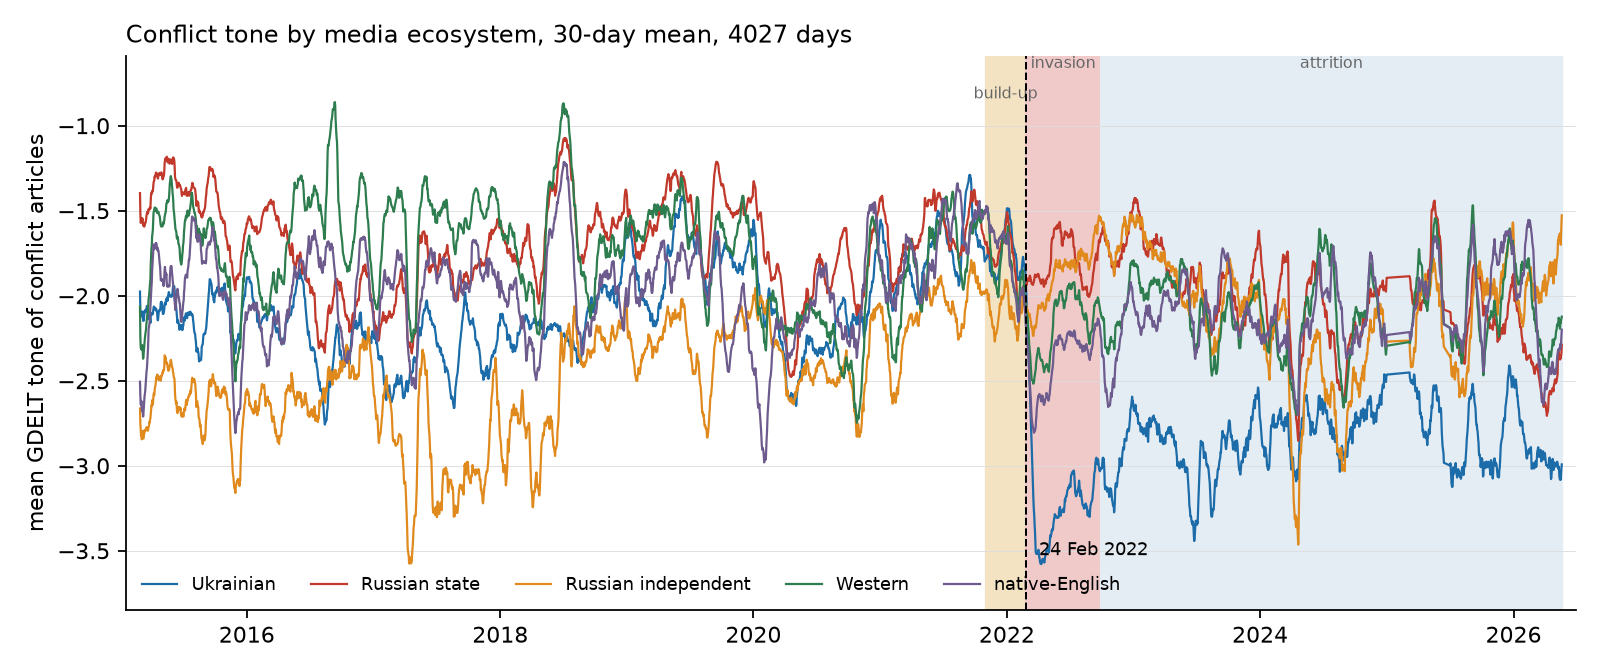 Conflict tone by media ecosystem, 30-day mean, 4027 days
invasion
attrition
build-up
mean GDELT tone of conflict articles
−1.0
−1.5
−2.0
−2.5
−3.0
−3.5
24 Feb 2022
Ukrainian
Russian state
Russian independent
Western
native-English
2016
2018
2020
2022
2024
2026